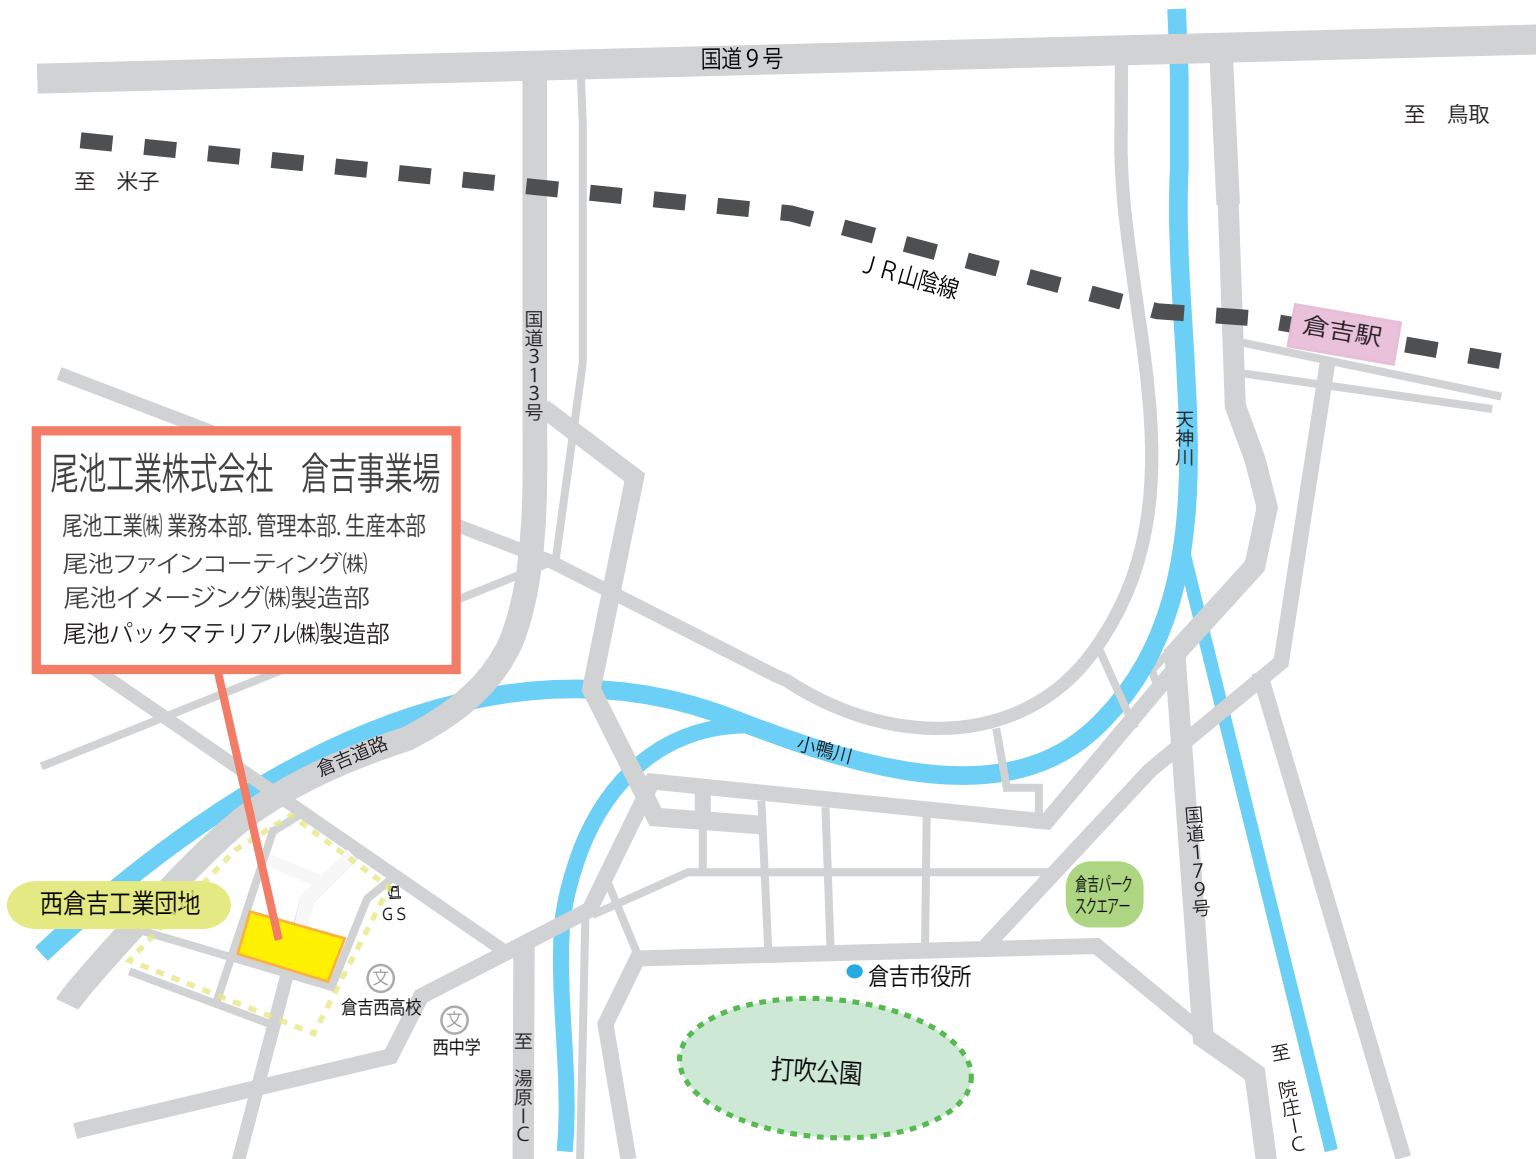 国道９号
至　鳥取
至　米子
ＪＲ山陰線
倉吉駅
国道313号
天神川
尾池工業株式会社　倉吉事業場
尾池工業㈱ 業務本部. 管理本部. 生産本部
尾池ファインコーティング㈱
尾池イメージング㈱製造部
尾池パックマテリアル㈱製造部
倉吉道路
小鴨川
国道179号
西倉吉工業団地
ＧＳ
倉吉パーク
スクエアー
文
倉吉西高校
倉吉市役所
文
西中学
至　湯原ＩＣ
打吹公園
至　院庄ＩＣ